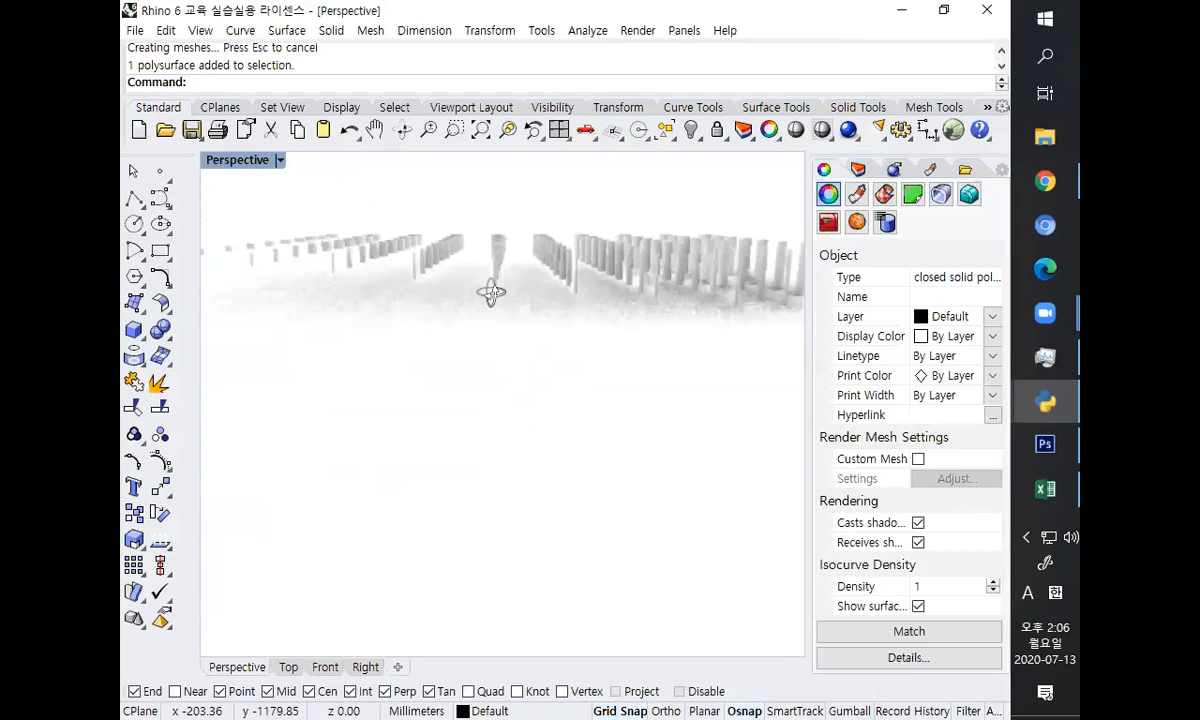 Rhino 6 교육 실습실용 라이센스 - [Perspective]
File Edit View Curve Surface Solid Mesh Dimension Transform Tools Analyze Render Panels Help
Creating meshes... Press Esc to cancel
1 polysurface added to selection.
Command:
Standard CPlanes Set View Display Select Viewport Layout Visibility Transform Curve Tools Surface Tools Solid Tools Mesh Tools »
Perspective
Object
Type closed solid pol...
Name
Layer Default
Display Color By Layer
Linetype By Layer
Print Color By Layer
Print Width By Layer
Hyperlink ...
Render Mesh Settings
Custom Mesh
Settings Adjust...
Rendering
Casts shado...
Receives sh...
Isocurve Density
Density 1
Show surfac...
Match
Details...
Perspective Top Front Right
End Near Point Mid Cen Int Perp Tan Quad Knot Vertex Project Disable
CPlane x -203.36 y -1179.85 z 0.00 Millimeters Default Grid Snap Ortho Planar Osnap SmartTrack Gumball Record History Filter A...
Ps
A 한
오후 2:06
월요일
2020-07-13